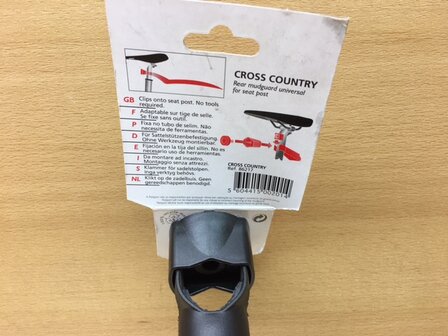 CROSS COUNTRY
Rear mudguard universal
for seat post
GB Clips onto seat post. No tools
required.
F Adaptable sur tige de selle.
Se fixe sans outil.
P Fixa no tubo de selim. Não
necessita de ferramentas.
D Für Sattelstützenbefestigung.
Ohne Werkzeug montierbar.
E Fijación en la tija del sillin. No es
necesario uso de herramientas.
I Da montare ad incastro.
Montaggio senza attrezzi.
S Klammer för sadelstolpen.
Inga verktyg behövs.
NL Klikt op de zadelbuis. Geen
gereedschappen benodigd.
CROSS COUNTRY
Ref. 86217